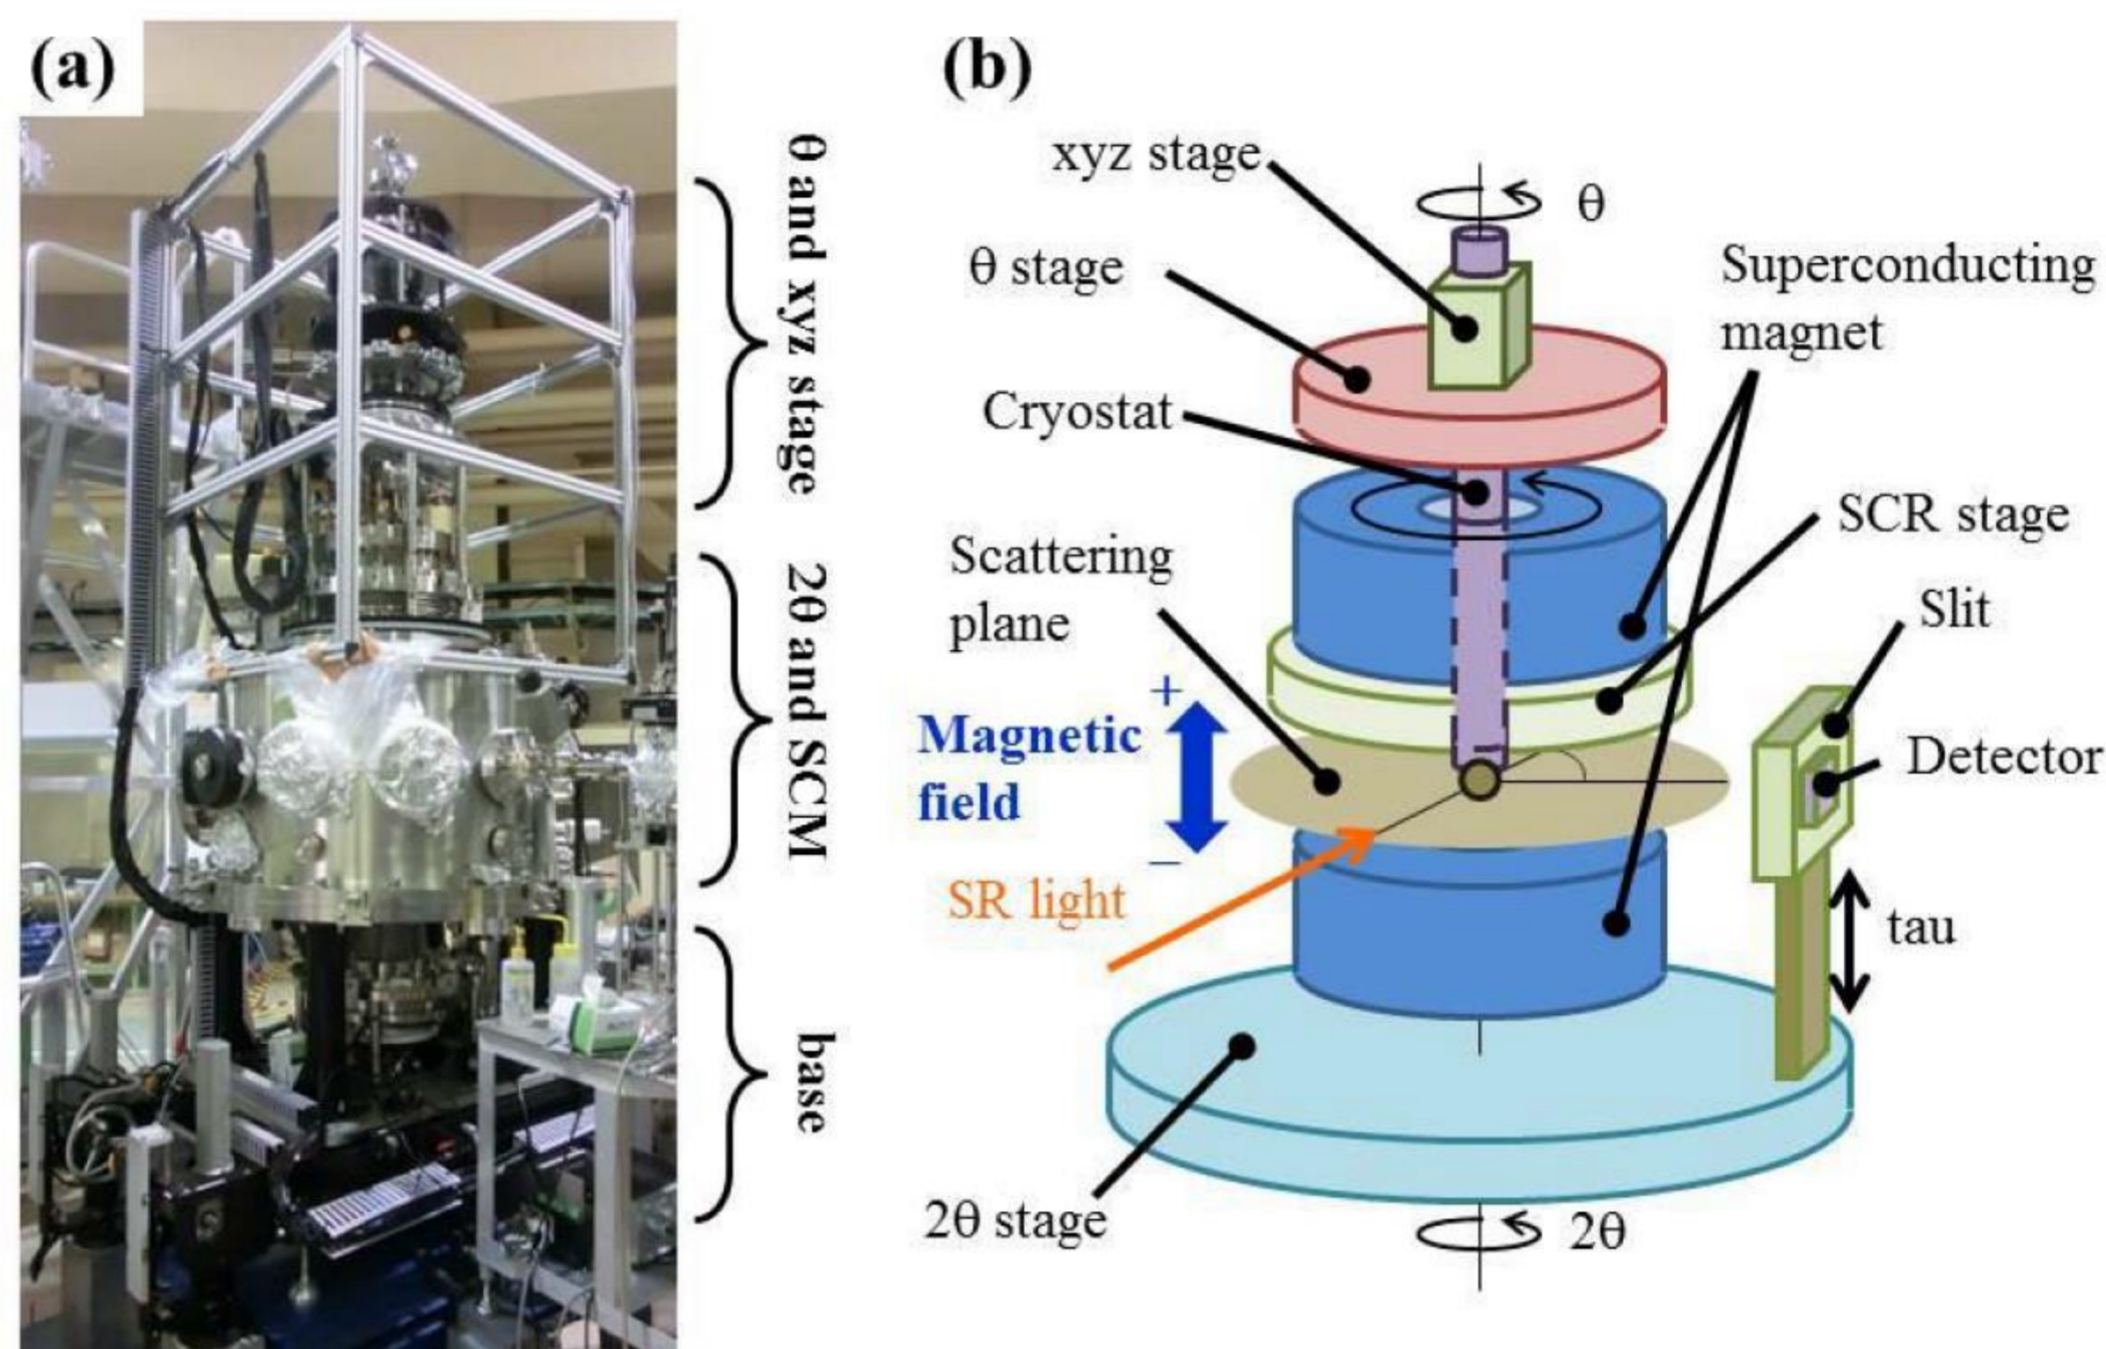 (a)
θ and xyz stage
2θ and SCM
base
(b)
xyz stage
θ
θ stage
Superconducting
magnet
Cryostat
SCR stage
Scattering
plane
Slit
+
Magnetic
field
Detector
−
SR light
tau
2θ stage
2θ